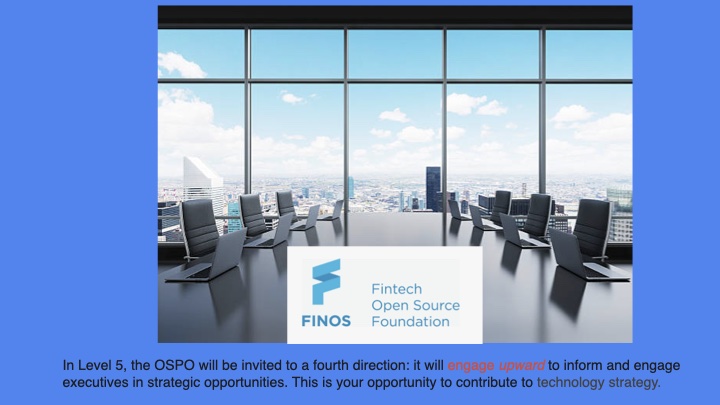 FINOS
Fintech
Open Source
Foundation
In Level 5, the OSPO will be invited to a fourth direction: it will engage upward to inform and engage
executives in strategic opportunities. This is your opportunity to contribute to technology strategy.